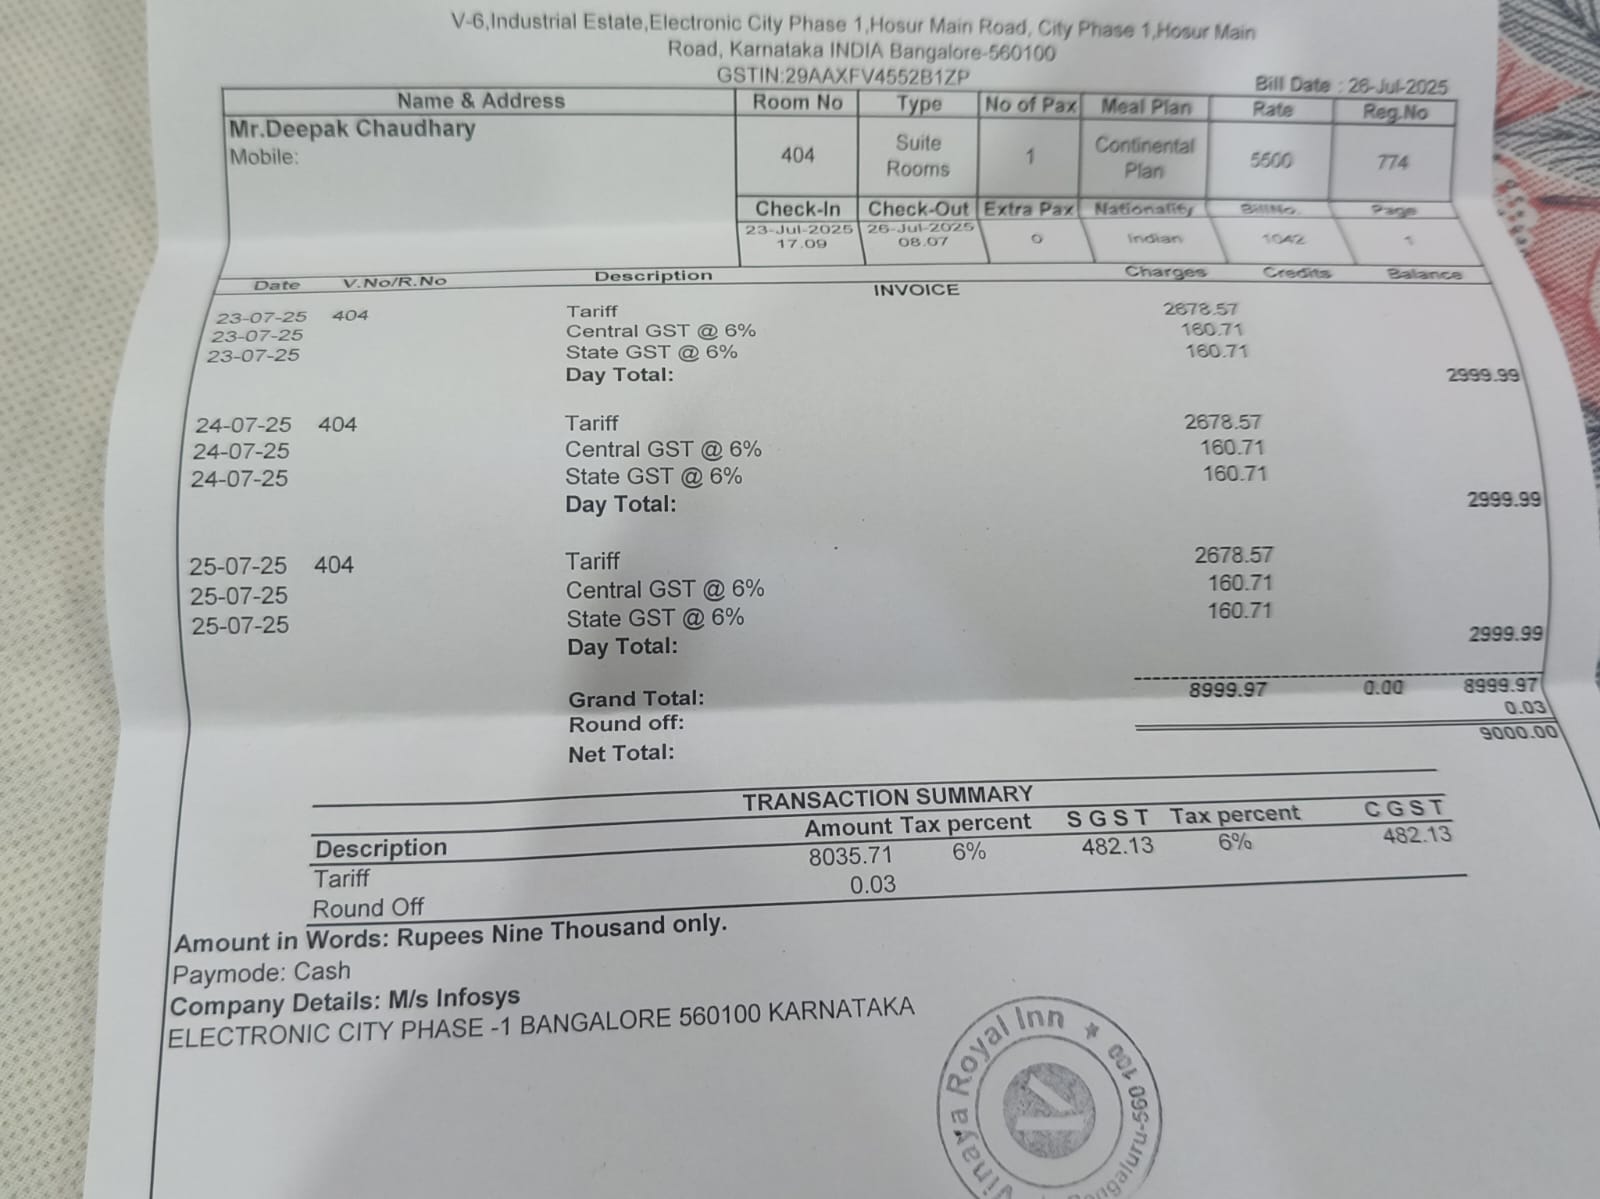 V-6,Industrial Estate,Electronic City Phase 1,Hosur Main Road, City Phase 1,Hosur Main
Road, Karnataka INDIA Bangalore-560100
GSTIN:29AAXFV4552B1ZP
Bill Date : 26-Jul-2025
Name & Address Room No Type No of Pax Meal Plan Rate Reg.No
Mr.Deepak Chaudhary
Mobile:
404 Suite Rooms 1 Continental Plan 5500 774
Check-In Check-Out Extra Pax Nationality BillNo. Page
23-Jul-2025 17.09 26-Jul-2025 08.07 0 Indian 1042 1
Date V.No/R.No Description Charges Credits Balance
INVOICE
23-07-25 404 Tariff 2678.57
23-07-25 Central GST @ 6% 160.71
23-07-25 State GST @ 6% 160.71
Day Total: 2999.99
24-07-25 404 Tariff 2678.57
24-07-25 Central GST @ 6% 160.71
24-07-25 State GST @ 6% 160.71
Day Total: 2999.99
25-07-25 404 Tariff 2678.57
25-07-25 Central GST @ 6% 160.71
25-07-25 State GST @ 6% 160.71
Day Total: 2999.99
Grand Total: 8999.97 0.00 8999.97
Round off: 0.03
Net Total: 9000.00
TRANSACTION SUMMARY
Description Amount Tax percent S G S T Tax percent C G S T
Tariff 8035.71 6% 482.13 6% 482.13
Round Off 0.03
Amount in Words: Rupees Nine Thousand only.
Paymode: Cash
Company Details: M/s Infosys
ELECTRONIC CITY PHASE -1 BANGALORE 560100 KARNATAKA
Vinaya Royal Inn ★ Bengaluru-560 100